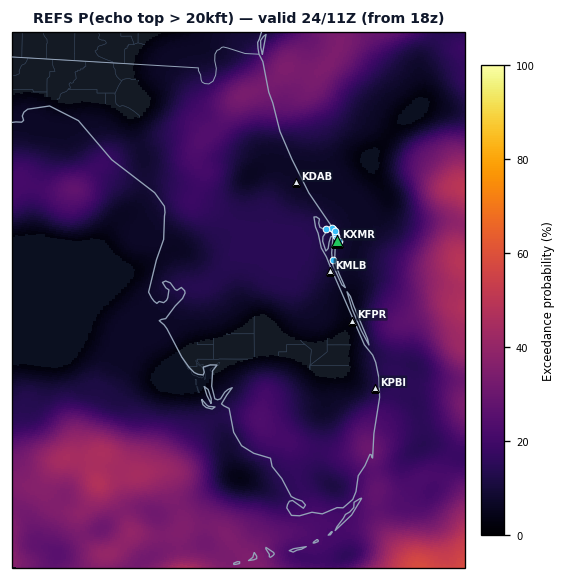 REFS P(echo top > 20kft) — valid 24/11Z (from 18z)
KDAB
KXMR
KMLB
KFPR
KPBI
100
80
60
40
20
0
Exceedance probability (%)